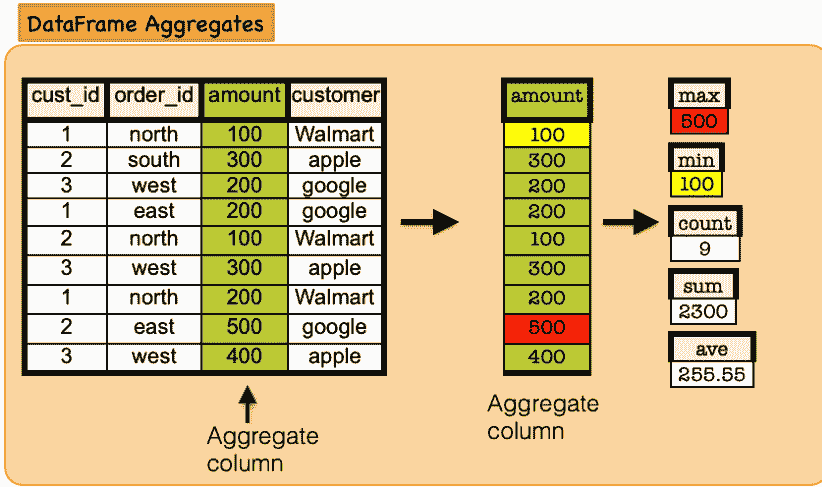 DataFrame Aggregates
cust_id order_id amount customer
1 north 100 Walmart
2 south 300 apple
3 west 200 google
1 east 200 google
2 north 100 Walmart
3 west 300 apple
1 north 200 Walmart
2 east 500 google
3 west 400 apple
Aggregate
column
amount
100
300
200
200
100
300
200
500
400
Aggregate
column
max
500
min
100
count
9
sum
2300
ave
255.55